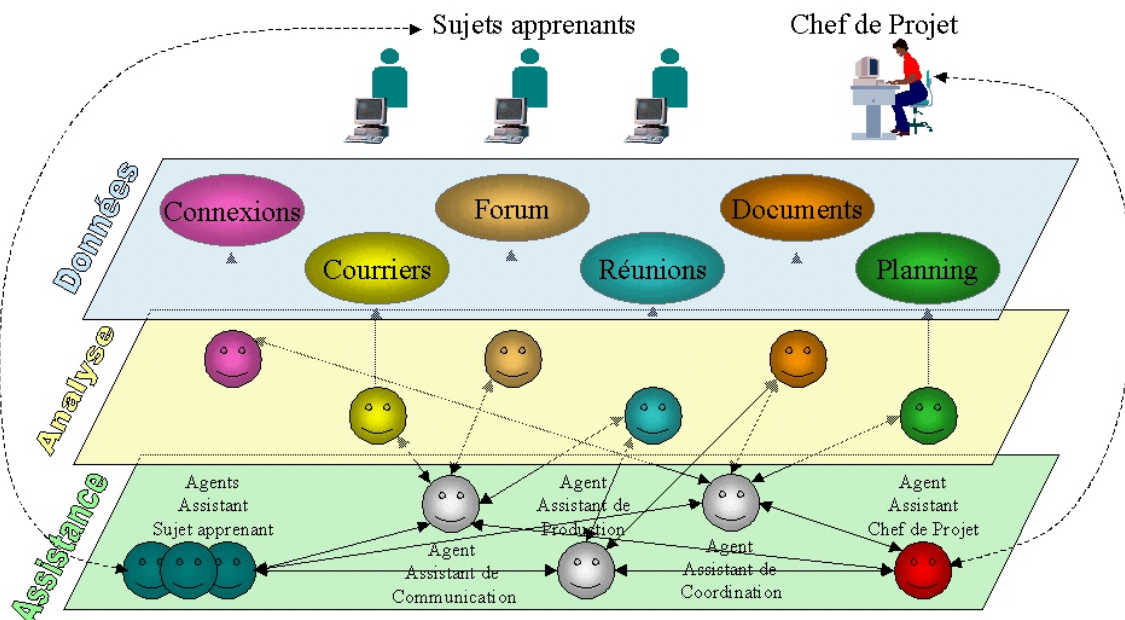 Sujets apprenants
Chef de Projet
Données
Connexions
Forum
Documents
Courriers
Réunions
Planning
Analyse
Assistance
Agents
Assistant
Sujet apprenant
Agent
Assistant de
Production
Agent
Assistant
Chef de Projet
Agent
Assistant de
Communication
Agent
Assistant de
Coordination